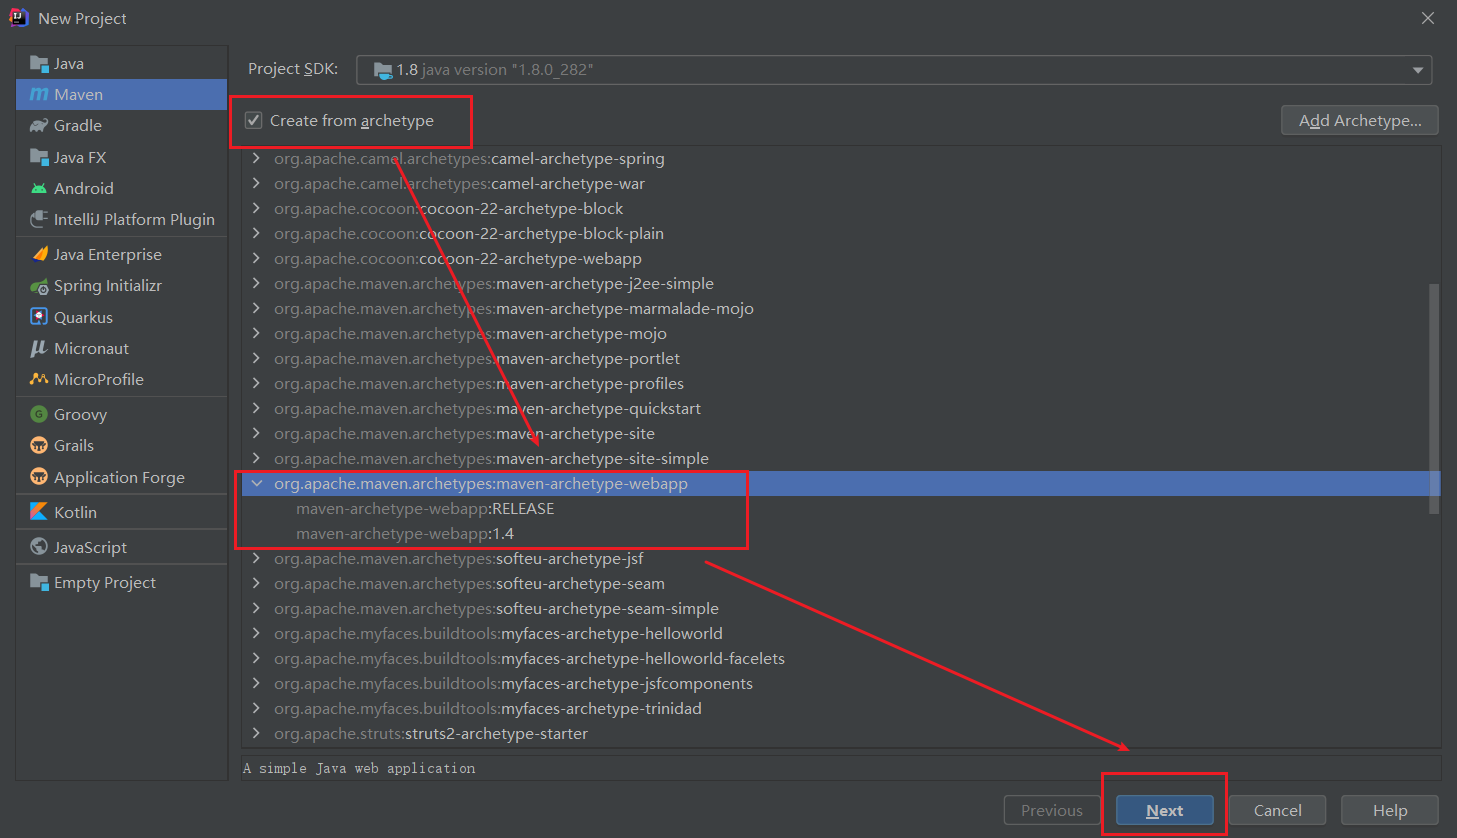 New Project
Java
Maven
Gradle
Java FX
Android
IntelliJ Platform Plugin
Java Enterprise
Spring Initializr
Quarkus
Micronaut
MicroProfile
Groovy
Grails
Application Forge
Kotlin
JavaScript
Empty Project
Project SDK:
1.8 java version "1.8.0_282"
Create from archetype
Add Archetype...
org.apache.camel.archetypes:camel-archetype-spring
org.apache.camel.archetypes:camel-archetype-war
org.apache.cocoon:cocoon-22-archetype-block
org.apache.cocoon:cocoon-22-archetype-block-plain
org.apache.cocoon:cocoon-22-archetype-webapp
org.apache.maven.archetypes:maven-archetype-j2ee-simple
org.apache.maven.archetypes:maven-archetype-marmalade-mojo
org.apache.maven.archetypes:maven-archetype-mojo
org.apache.maven.archetypes:maven-archetype-portlet
org.apache.maven.archetypes:maven-archetype-profiles
org.apache.maven.archetypes:maven-archetype-quickstart
org.apache.maven.archetypes:maven-archetype-site
org.apache.maven.archetypes:maven-archetype-site-simple
org.apache.maven.archetypes:maven-archetype-webapp
maven-archetype-webapp:RELEASE
maven-archetype-webapp:1.4
org.apache.maven.archetypes:softeu-archetype-jsf
org.apache.maven.archetypes:softeu-archetype-seam
org.apache.maven.archetypes:softeu-archetype-seam-simple
org.apache.myfaces.buildtools:myfaces-archetype-helloworld
org.apache.myfaces.buildtools:myfaces-archetype-helloworld-facelets
org.apache.myfaces.buildtools:myfaces-archetype-jsfcomponents
org.apache.myfaces.buildtools:myfaces-archetype-trinidad
org.apache.struts:struts2-archetype-starter
A simple Java web application
Previous
Next
Cancel
Help